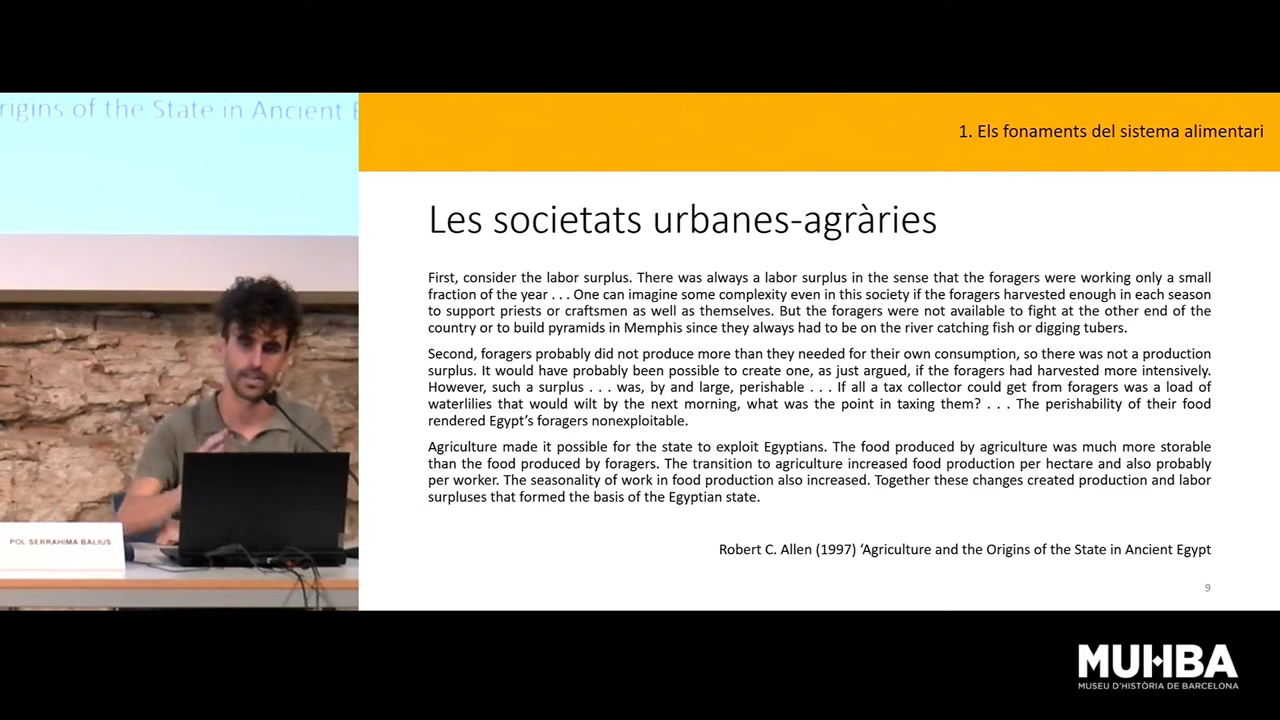 rigins of the State in Ancient E
1. Els fonaments del sistema alimentari
Les societats urbanes-agràries
First, consider the labor surplus. There was always a labor surplus in the sense that the foragers were working only a small
fraction of the year . . . One can imagine some complexity even in this society if the foragers harvested enough in each season
to support priests or craftsmen as well as themselves. But the foragers were not available to fight at the other end of the
country or to build pyramids in Memphis since they always had to be on the river catching fish or digging tubers.
Second, foragers probably did not produce more than they needed for their own consumption, so there was not a production
surplus. It would have probably been possible to create one, as just argued, if the foragers had harvested more intensively.
However, such a surplus . . . was, by and large, perishable . . . If all a tax collector could get from foragers was a load of
waterlilies that would wilt by the next morning, what was the point in taxing them? . . . The perishability of their food
rendered Egypt’s foragers nonexploitable.
Agriculture made it possible for the state to exploit Egyptians. The food produced by agriculture was much more storable
than the food produced by foragers. The transition to agriculture increased food production per hectare and also probably
per worker. The seasonality of work in food production also increased. Together these changes created production and labor
surpluses that formed the basis of the Egyptian state.
Robert C. Allen (1997) ‘Agriculture and the Origins of the State in Ancient Egypt
9
POL SERRAHIMA BALIUS
MUHBA
MUSEU D'HISTÒRIA DE BARCELONA